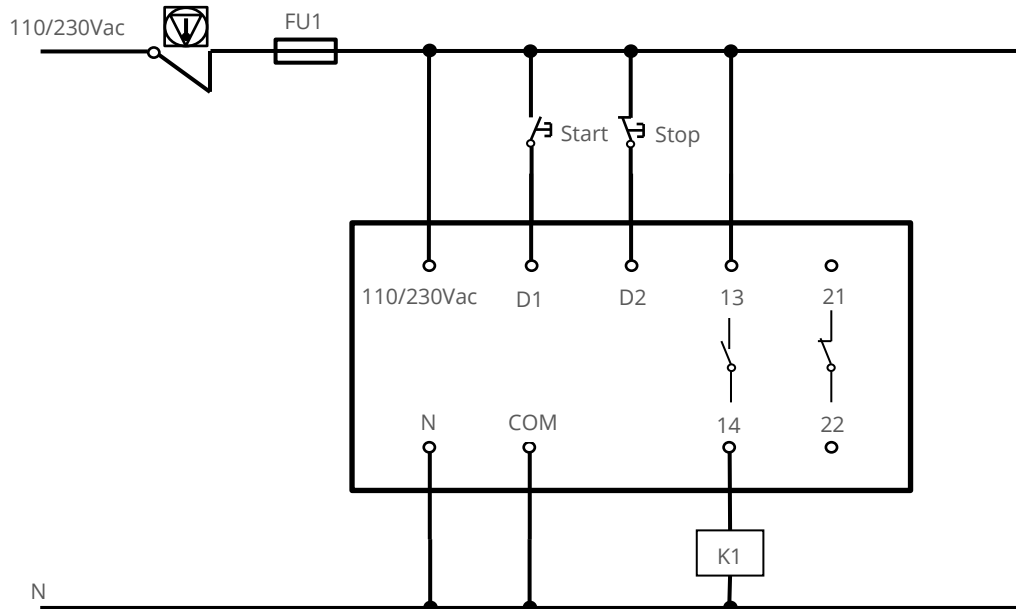 110/230Vac
FU1
Start
Stop
110/230Vac
D1
D2
13
21
N
COM
14
22
K1
N